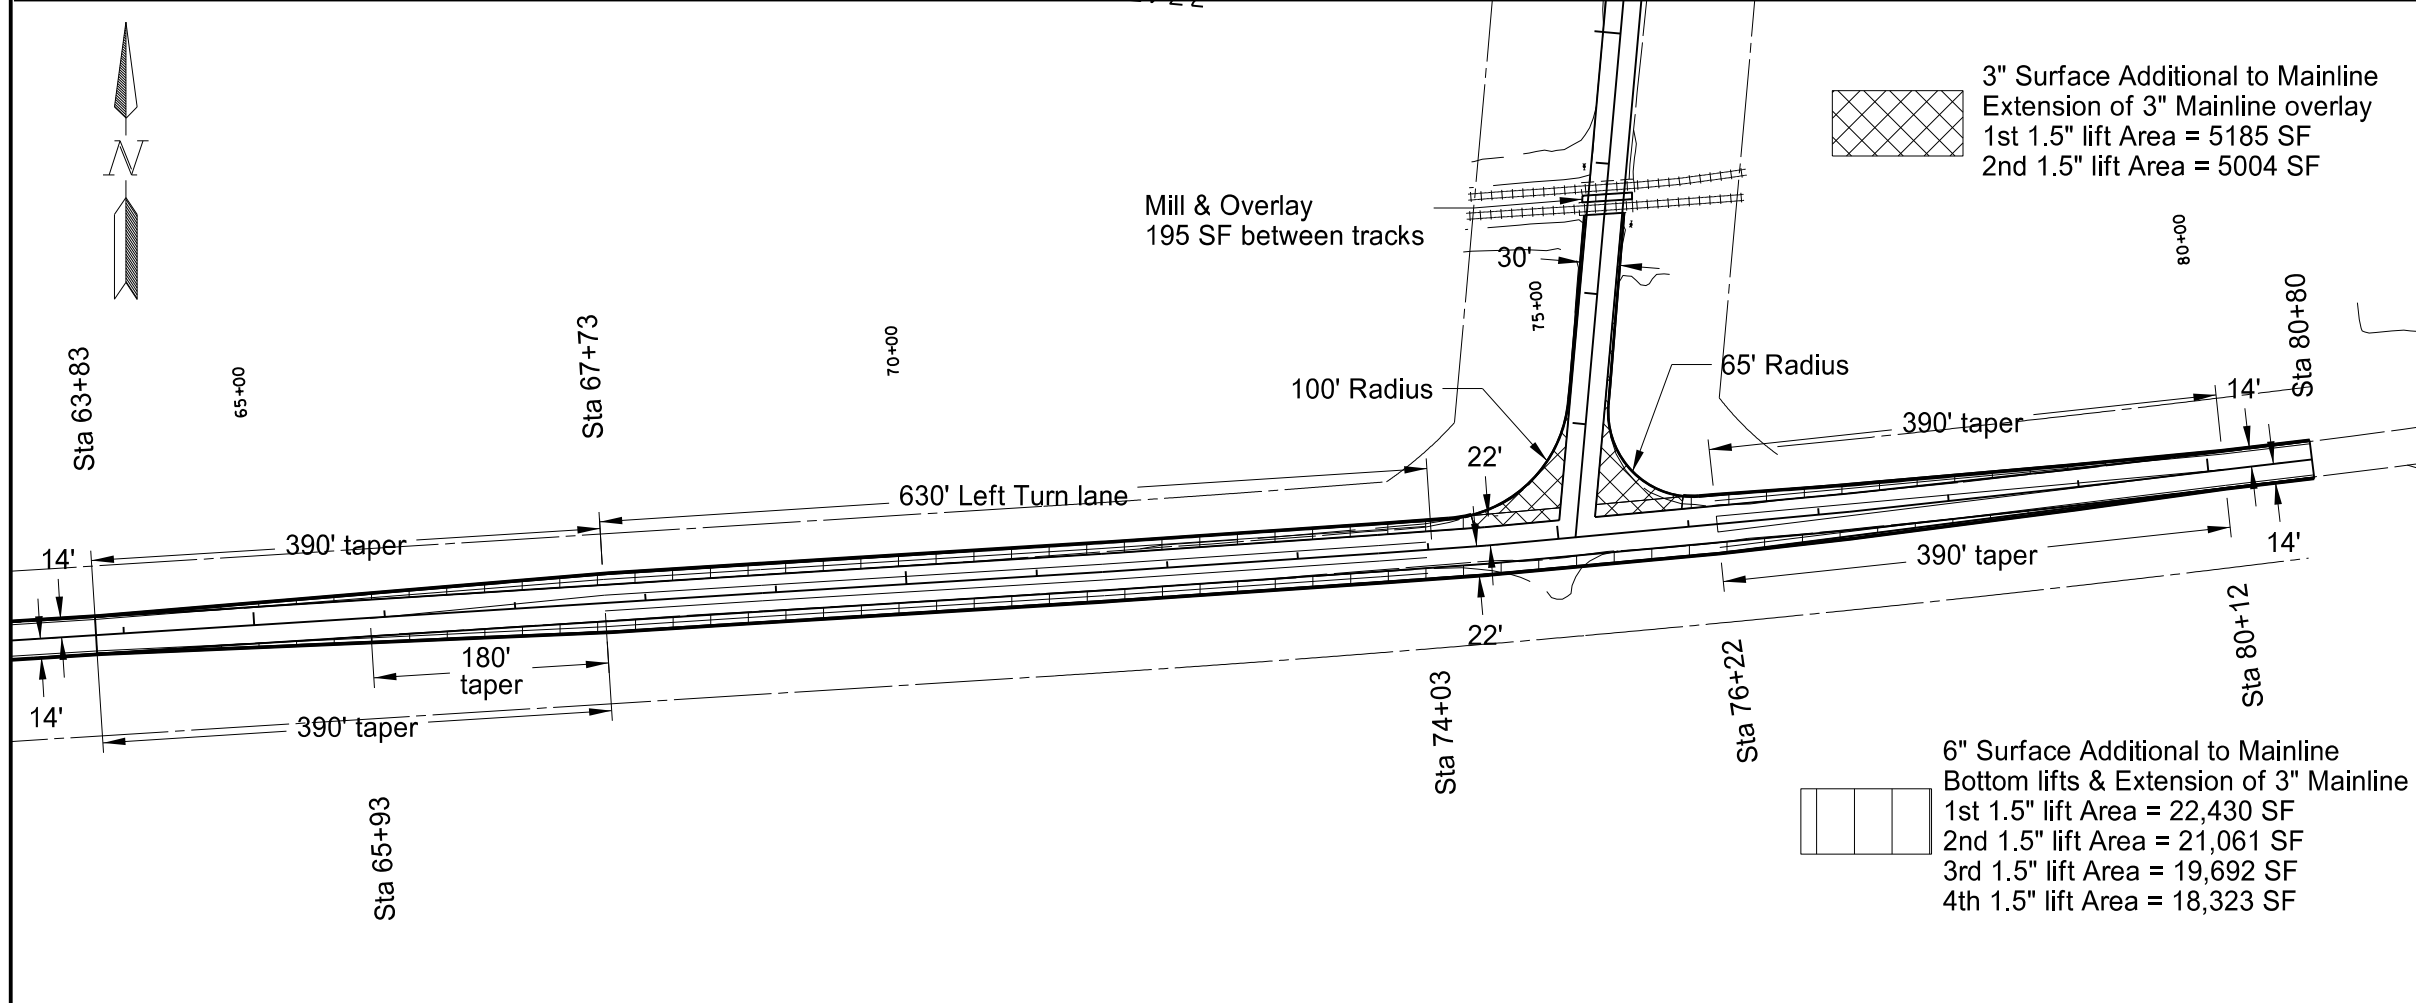 3" Surface Additional to Mainline
Extension of 3" Mainline overlay
1st 1.5" lift Area = 5185 SF
2nd 1.5" lift Area = 5004 SF
N
Mill & Overlay
195 SF between tracks
30'
75+00
80+00
Sta 63+83
65+00
Sta 67+73
70+00
100' Radius
65' Radius
Sta 80+80
14'
390' taper
22'
630' Left Turn lane
390' taper
14'
390' taper
14'
180'
taper
22'
14'
390' taper
Sta 65+93
Sta 74+03
Sta 76+22
Sta 80+12
6" Surface Additional to Mainline
Bottom lifts & Extension of 3" Mainline
1st 1.5" lift Area = 22,430 SF
2nd 1.5" lift Area = 21,061 SF
3rd 1.5" lift Area = 19,692 SF
4th 1.5" lift Area = 18,323 SF